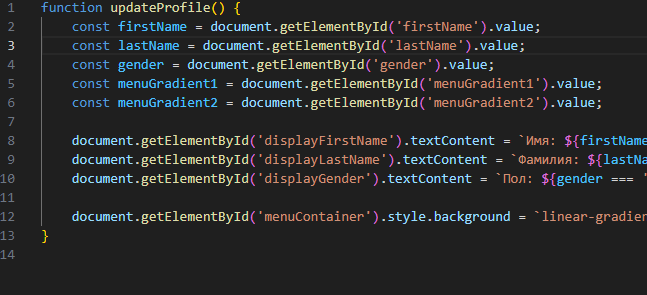 1 function updateProfile() {
2 const firstName = document.getElementById('firstName').value;
3 const lastName = document.getElementById('lastName').value;
4 const gender = document.getElementById('gender').value;
5 const menuGradient1 = document.getElementById('menuGradient1').value;
6 const menuGradient2 = document.getElementById('menuGradient2').value;
7
8 document.getElementById('displayFirstName').textContent = `Имя: ${firstName
9 document.getElementById('displayLastName').textContent = `Фамилия: ${lastNa
10 document.getElementById('displayGender').textContent = `Пол: ${gender === '
11
12 document.getElementById('menuContainer').style.background = `linear-gradien
13 }
14